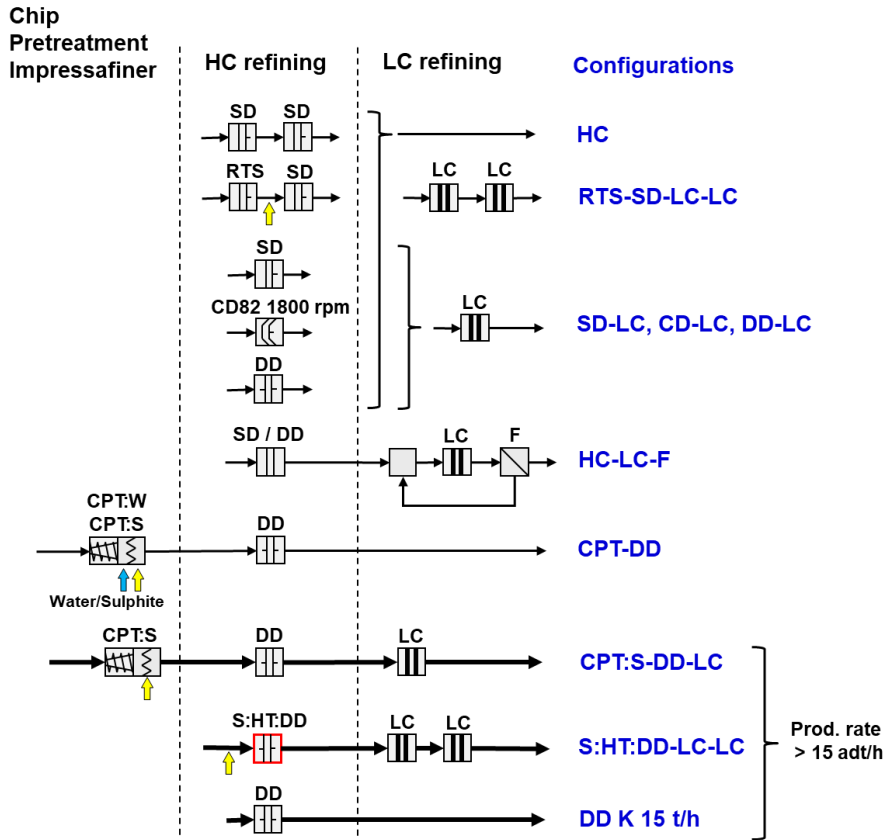 Chip
Pretreatment
Impressafiner
HC refining
LC refining
Configurations
SD SD
HC
RTS SD
LC LC
RTS-SD-LC-LC
SD
CD82 1800 rpm
LC
SD-LC, CD-LC, DD-LC
DD
SD / DD
LC F
HC-LC-F
CPT:W
CPT:S
DD
CPT-DD
Water/Sulphite
CPT:S
DD
LC
CPT:S-DD-LC
S:HT:DD
LC LC
S:HT:DD-LC-LC
Prod. rate
> 15 adt/h
DD
DD K 15 t/h